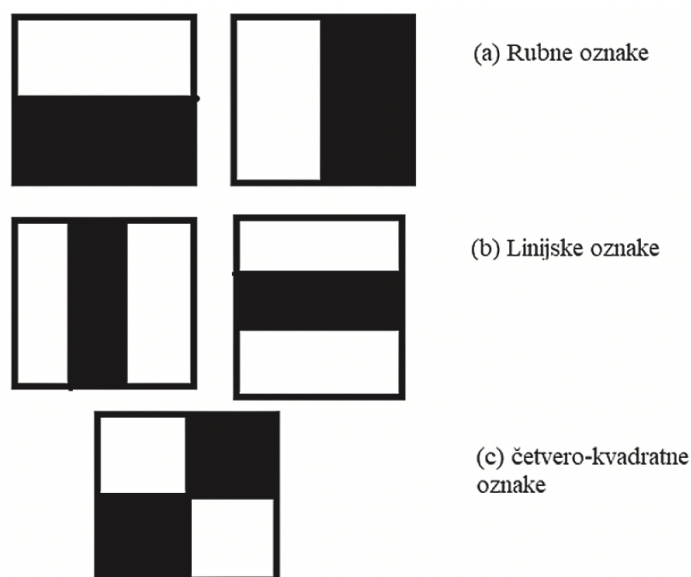 (a) Rubne oznake
(b) Linijske oznake
(c) četvero-kvadratne
oznake